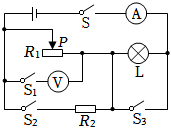 S A
P
R₁ L
S₁ V
S₂ R₂ S₃